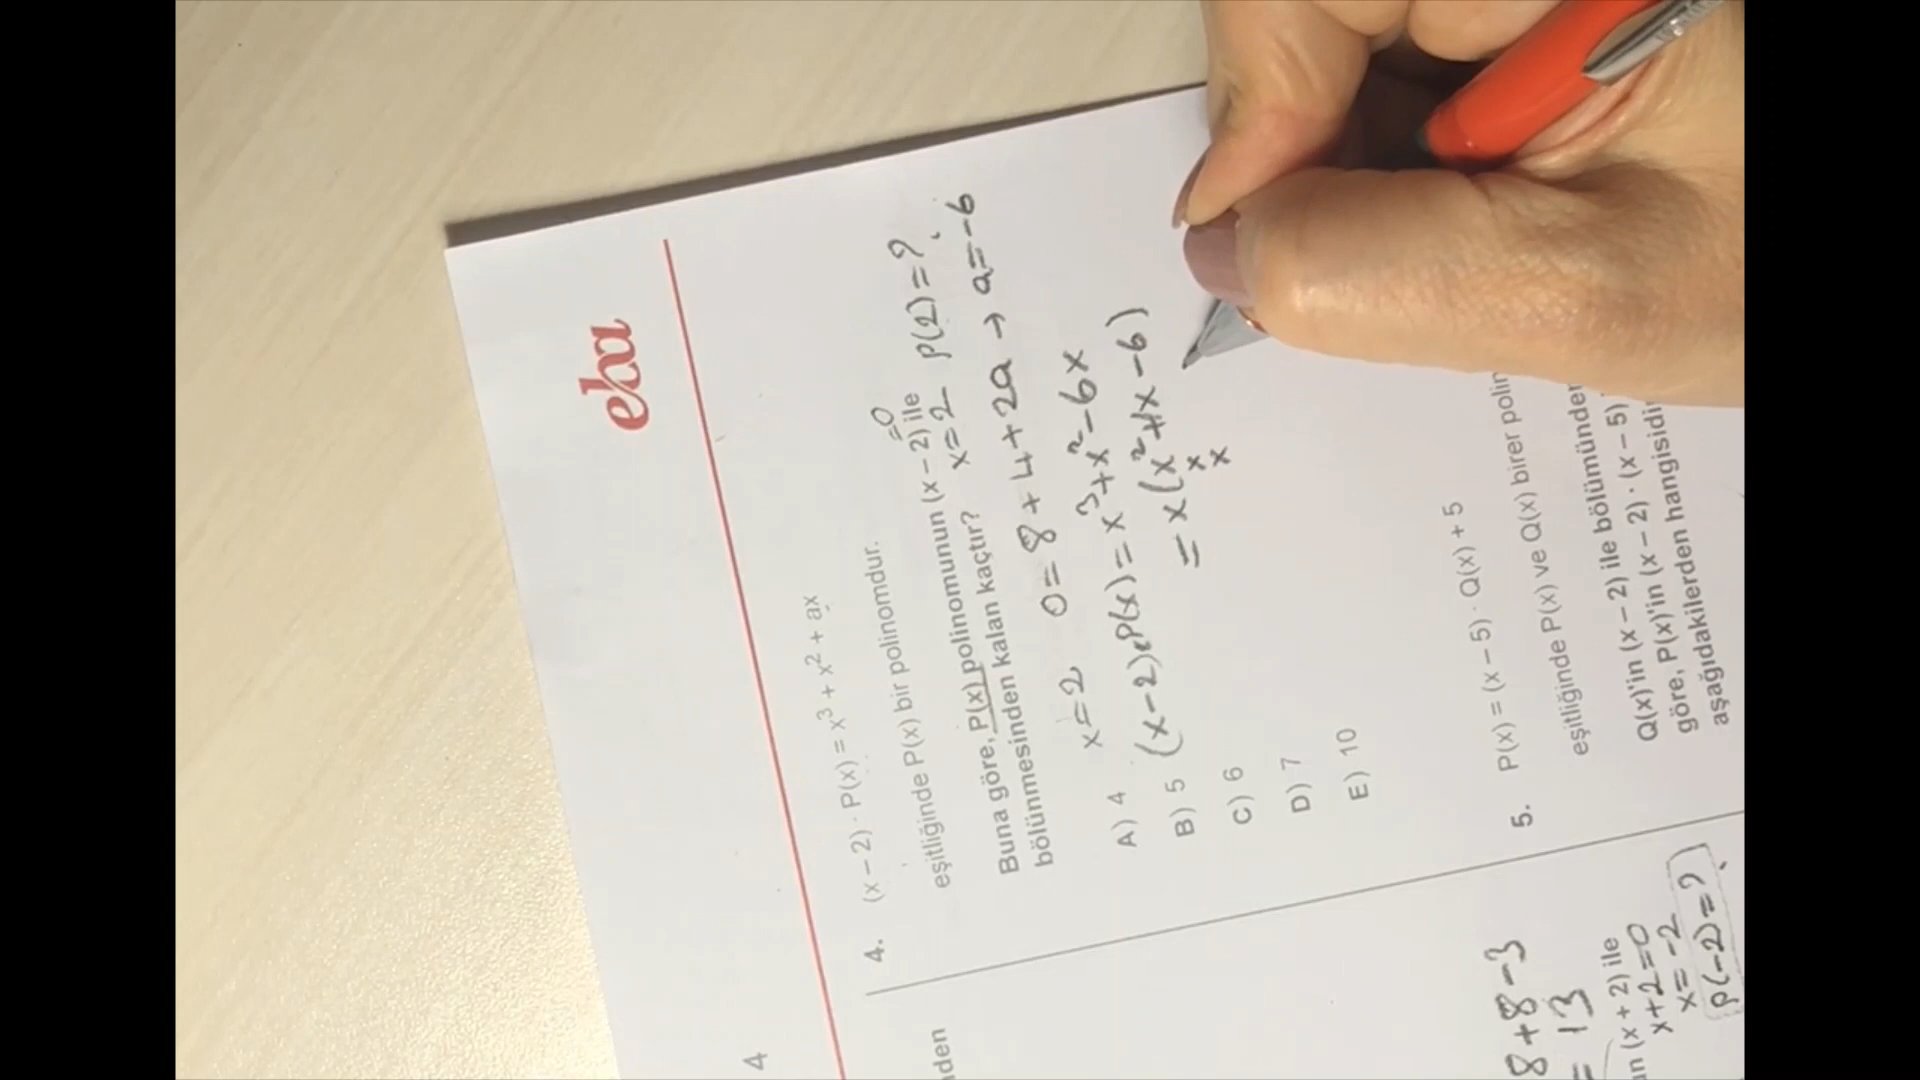 eba
4
4. (x – 2) · P(x) = x³ + x² + ax
eşitliğinde P(x) bir polinomdur.
Buna göre, P(x) polinomunun (x – 2) ile
=0
bölünmesinden kalan kaçtır? x=2 P(2)=?
x=2 0=8+4+2a→a=-6
A) 4
(x-2)P(x)=x³+x²-6x
B) 5
=x(x²+x-6)
x
x
C) 6
D) 7
E) 10
5. P(x) = (x – 5) · Q(x) + 5
eşitliğinde P(x) ve Q(x) birer polin
Q(x)'in (x – 2) ile bölümünden
göre, P(x)'in (x – 2) · (x – 5)
aşağıdakilerden hangisidi
nden
8+8-3
= 13
ın (x + 2) ile
x+2=0
x=-2
P(-2)=?